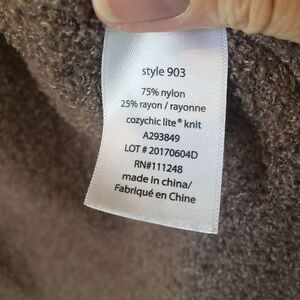 style 903
75% nylon
25% rayon / rayonne
cozychic lite® knit
A293849
LOT # 20170604D
RN#111248
made in china/
Fabriqué en Chine